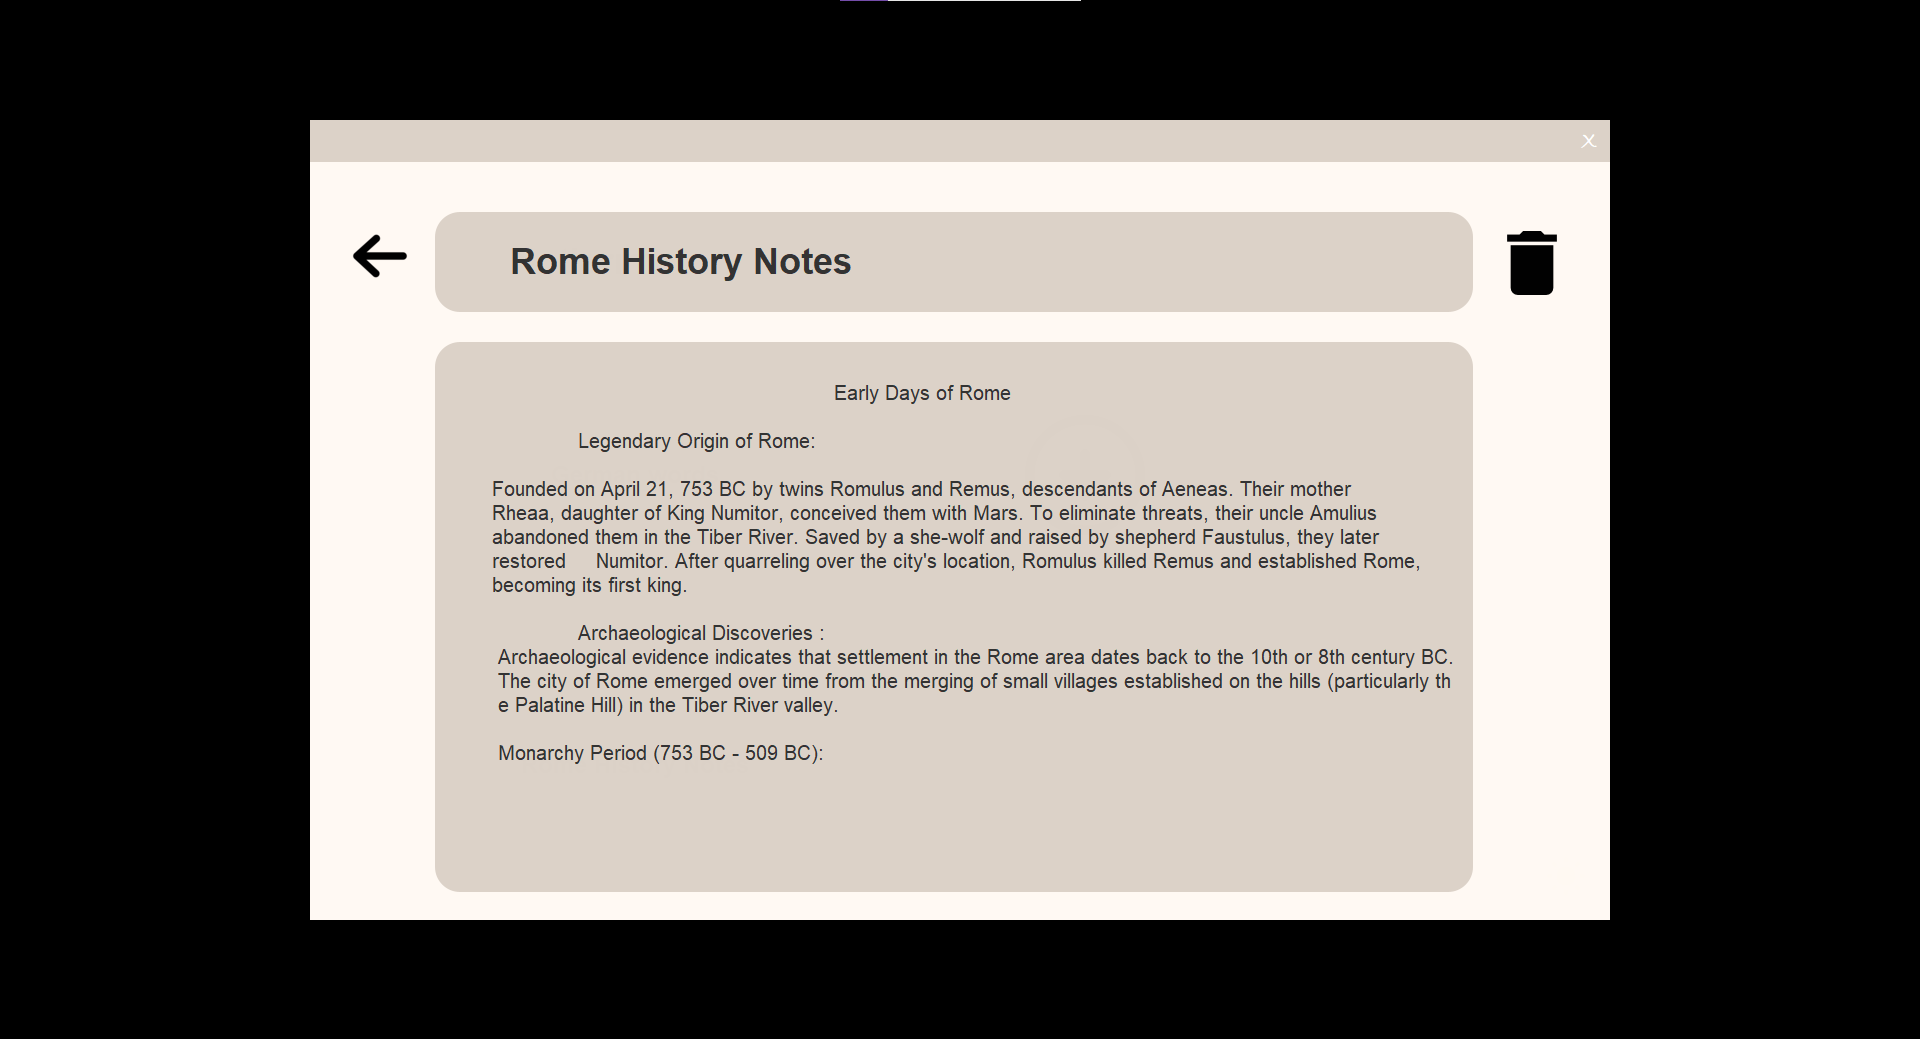 X
Rome History Notes
Early Days of Rome
Legendary Origin of Rome:
Founded on April 21, 753 BC by twins Romulus and Remus, descendants of Aeneas. Their mother
Rheaa, daughter of King Numitor, conceived them with Mars. To eliminate threats, their uncle Amulius
abandoned them in the Tiber River. Saved by a she-wolf and raised by shepherd Faustulus, they later
restored     Numitor. After quarreling over the city's location, Romulus killed Remus and established Rome,
becoming its first king.
Archaeological Discoveries :
Archaeological evidence indicates that settlement in the Rome area dates back to the 10th or 8th century BC.
The city of Rome emerged over time from the merging of small villages established on the hills (particularly th
e Palatine Hill) in the Tiber River valley.
Monarchy Period (753 BC - 509 BC):